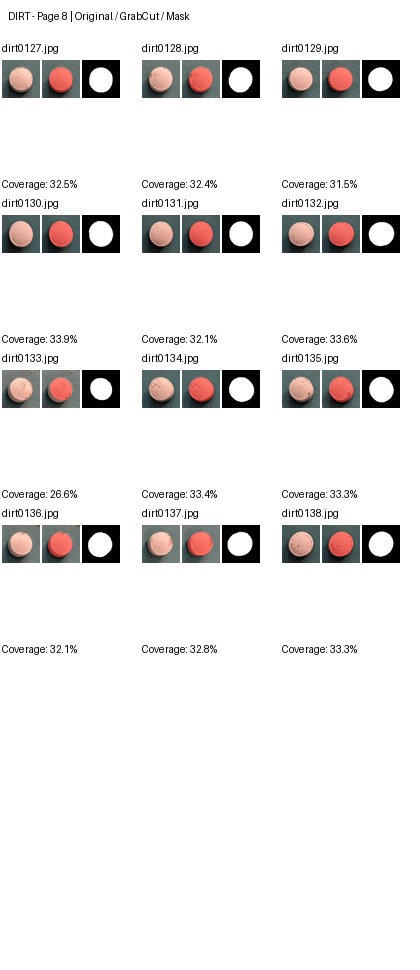 DIRT - Page 8 | Original / GrabCut / Mask
dirt0127.jpg dirt0128.jpg dirt0129.jpg
Coverage: 32.5% Coverage: 32.4% Coverage: 31.5%
dirt0130.jpg dirt0131.jpg dirt0132.jpg
Coverage: 33.9% Coverage: 32.1% Coverage: 33.6%
dirt0133.jpg dirt0134.jpg dirt0135.jpg
Coverage: 26.6% Coverage: 33.4% Coverage: 33.3%
dirt0136.jpg dirt0137.jpg dirt0138.jpg
Coverage: 32.1% Coverage: 32.8% Coverage: 33.3%